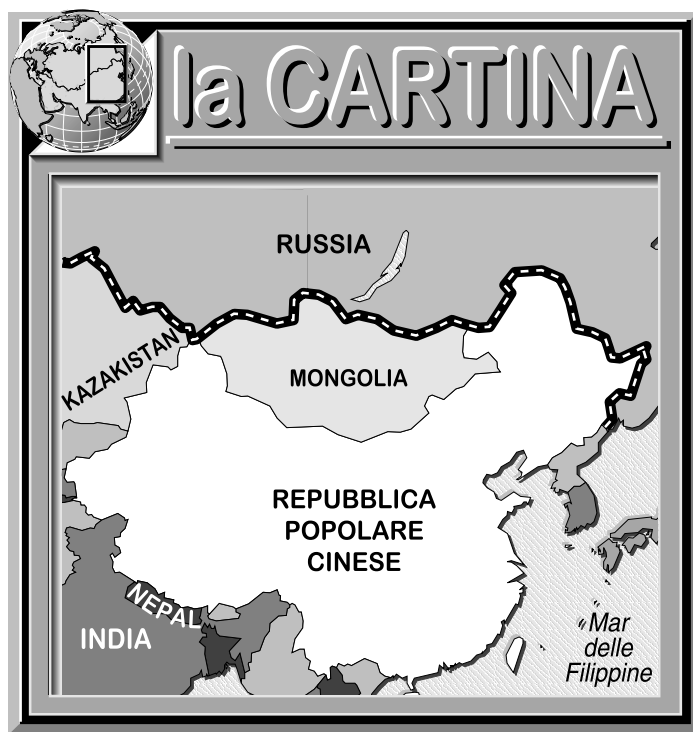 la CARTINA
RUSSIA
KAZAKISTAN
MONGOLIA
REPUBBLICA
POPOLARE
CINESE
NEPAL
INDIA
Mar
delle
Filippine